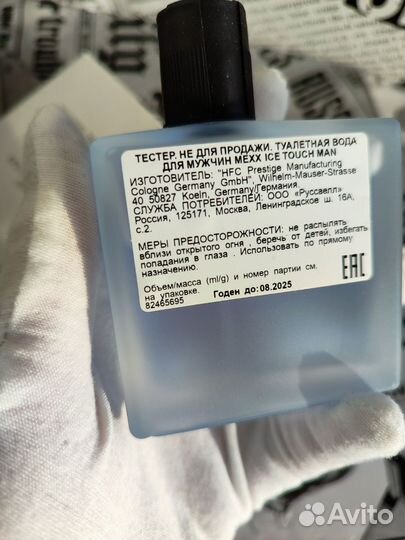 ТЕСТЕР. НЕ ДЛЯ ПРОДАЖИ. ТУАЛЕТНАЯ ВОДА
ДЛЯ МУЖЧИН MEXX ICE TOUCH MAN
ИЗГОТОВИТЕЛЬ: "HFC Prestige Manufacturing
Cologne Germany GmbH", Wilhelm-Mauser-Strasse
40 50827 Koeln, Germany/Германия.
СЛУЖБА ПОТРЕБИТЕЛЕЙ: ООО «Руссвелл»
Россия, 125171, Москва, Ленинградское ш. 16А,
с.2.
МЕРЫ ПРЕДОСТОРОЖНОСТИ: не распылять
вблизи открытого огня , беречь от детей, избегать
попадания в глаза . Использовать по прямому
назначению.
Объем/масса (ml/g) и номер партии см.
на упаковке.
82465695
Годен до:08.2025
EAC
Avito